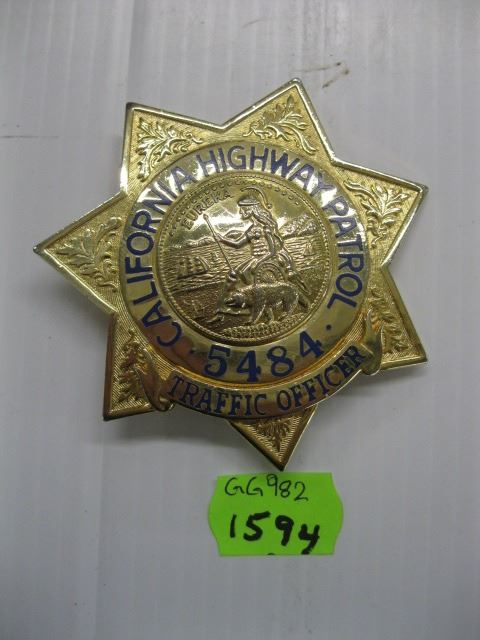 CALIFORNIA HIGHWAY PATROL
EUREKA
5484
TRAFFIC OFFICER
GG982
1594